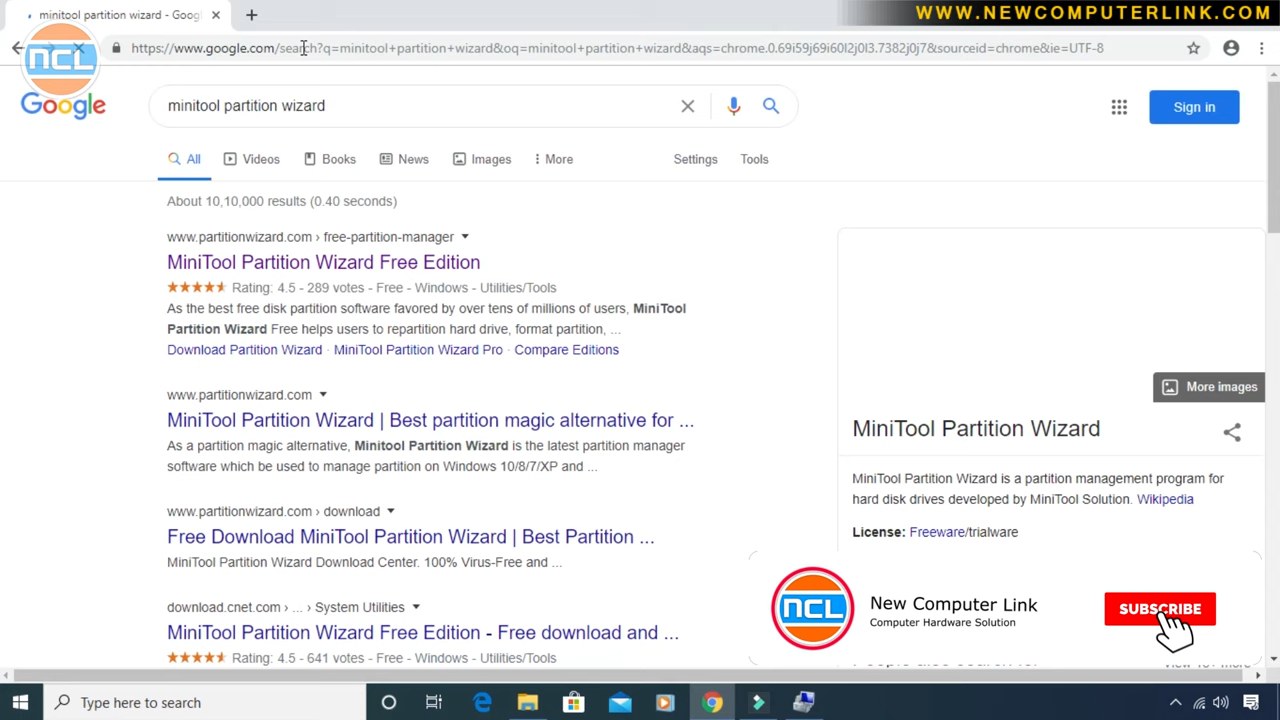 minitool partition wizard - Goog
WWW.NEWCOMPUTERLINK.COM
https://www.google.com/search?q=minitool+partition+wizard&oq=minitool+partition+wizard&aqs=chrome.0.69i59j69i60l2j0l3.7382j0j7&sourceid=chrome&ie=UTF-8
NCL
Google
minitool partition wizard
Sign in
All Videos Books News Images More Settings Tools
About 10,10,000 results (0.40 seconds)
www.partitionwizard.com › free-partition-manager
MiniTool Partition Wizard Free Edition
Rating: 4.5 - 289 votes - Free - Windows - Utilities/Tools
As the best free disk partition software favored by over tens of millions of users, MiniTool
Partition Wizard Free helps users to repartition hard drive, format partition, ...
Download Partition Wizard · MiniTool Partition Wizard Pro · Compare Editions
www.partitionwizard.com
MiniTool Partition Wizard | Best partition magic alternative for ...
As a partition magic alternative, Minitool Partition Wizard is the latest partition manager
software which be used to manage partition on Windows 10/8/7/XP and ...
www.partitionwizard.com › download
Free Download MiniTool Partition Wizard | Best Partition ...
MiniTool Partition Wizard Download Center. 100% Virus-Free and ...
download.cnet.com › ... › System Utilities
MiniTool Partition Wizard Free Edition - Free download and ...
Rating: 4.5 - 641 votes - Free - Windows - Utilities/Tools
More images
MiniTool Partition Wizard
MiniTool Partition Wizard is a partition management program for
hard disk drives developed by MiniTool Solution. Wikipedia
License: Freeware/trialware
NCL
New Computer Link
Computer Hardware Solution
SUBSCRIBE
Type here to search